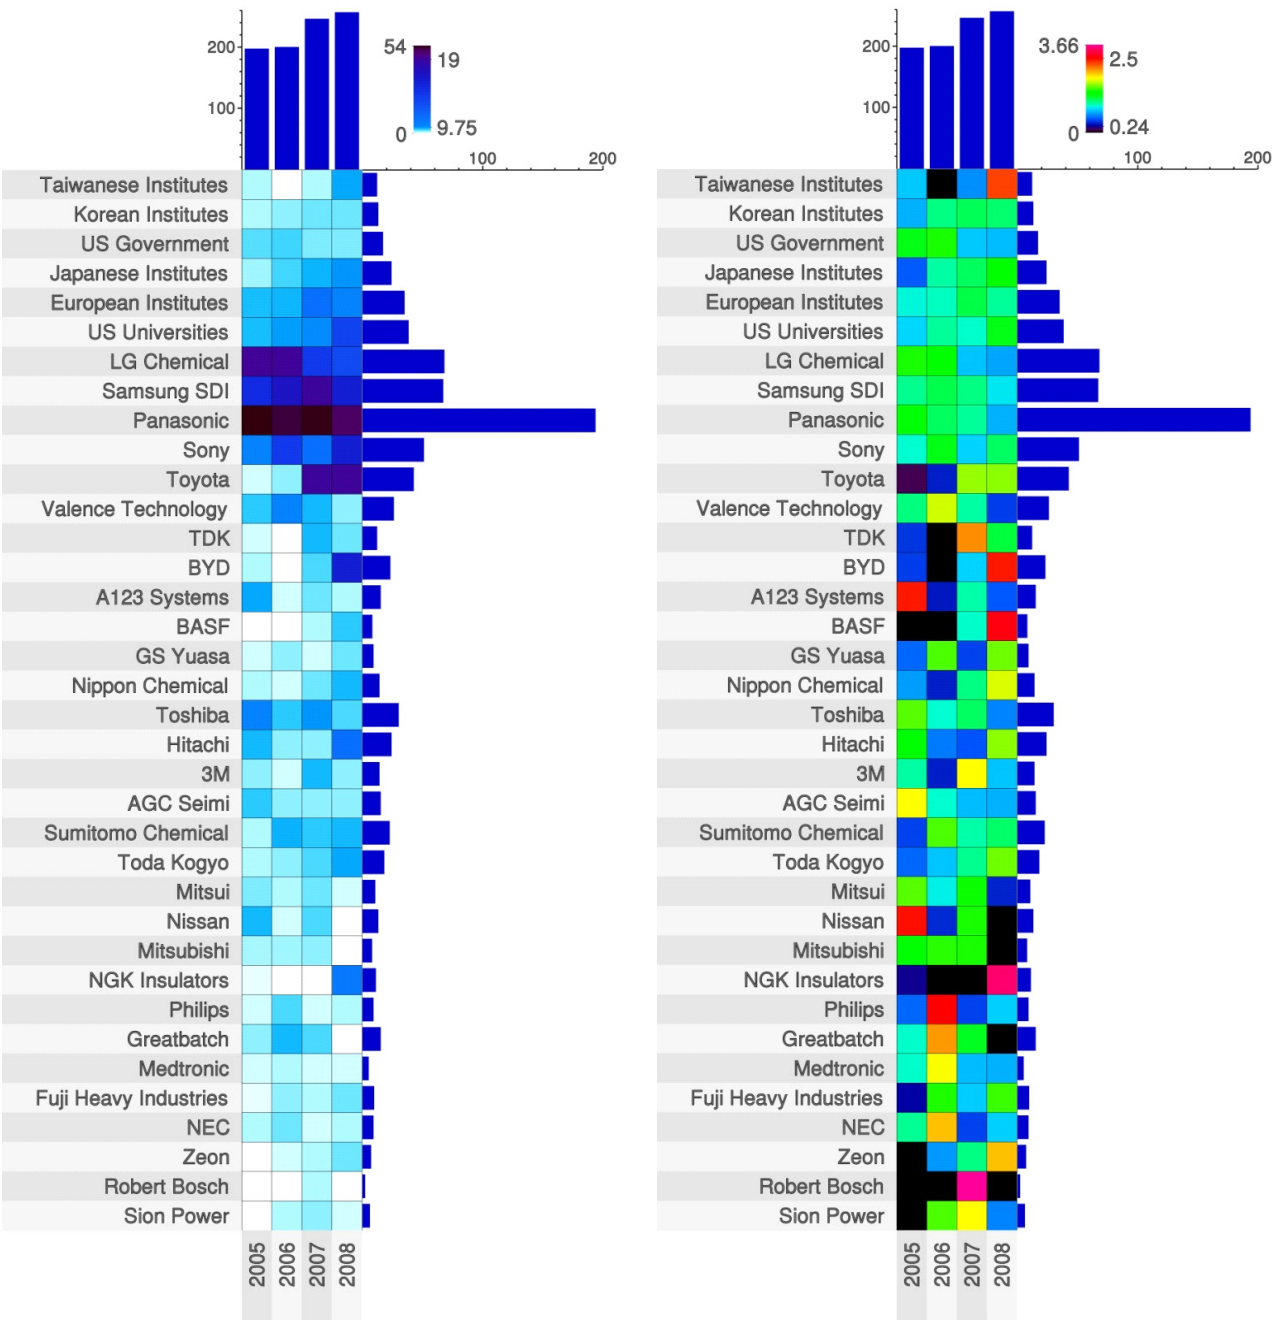 200
100
54
19
9.75
0
100
200
Taiwanese Institutes
Korean Institutes
US Government
Japanese Institutes
European Institutes
US Universities
LG Chemical
Samsung SDI
Panasonic
Sony
Toyota
Valence Technology
TDK
BYD
A123 Systems
BASF
GS Yuasa
Nippon Chemical
Toshiba
Hitachi
3M
AGC Seimi
Sumitomo Chemical
Toda Kogyo
Mitsui
Nissan
Mitsubishi
NGK Insulators
Philips
Greatbatch
Medtronic
Fuji Heavy Industries
NEC
Zeon
Robert Bosch
Sion Power
2005
2006
2007
2008
200
100
3.66
2.5
0.24
0
100
200
Taiwanese Institutes
Korean Institutes
US Government
Japanese Institutes
European Institutes
US Universities
LG Chemical
Samsung SDI
Panasonic
Sony
Toyota
Valence Technology
TDK
BYD
A123 Systems
BASF
GS Yuasa
Nippon Chemical
Toshiba
Hitachi
3M
AGC Seimi
Sumitomo Chemical
Toda Kogyo
Mitsui
Nissan
Mitsubishi
NGK Insulators
Philips
Greatbatch
Medtronic
Fuji Heavy Industries
NEC
Zeon
Robert Bosch
Sion Power
2005
2006
2007
2008